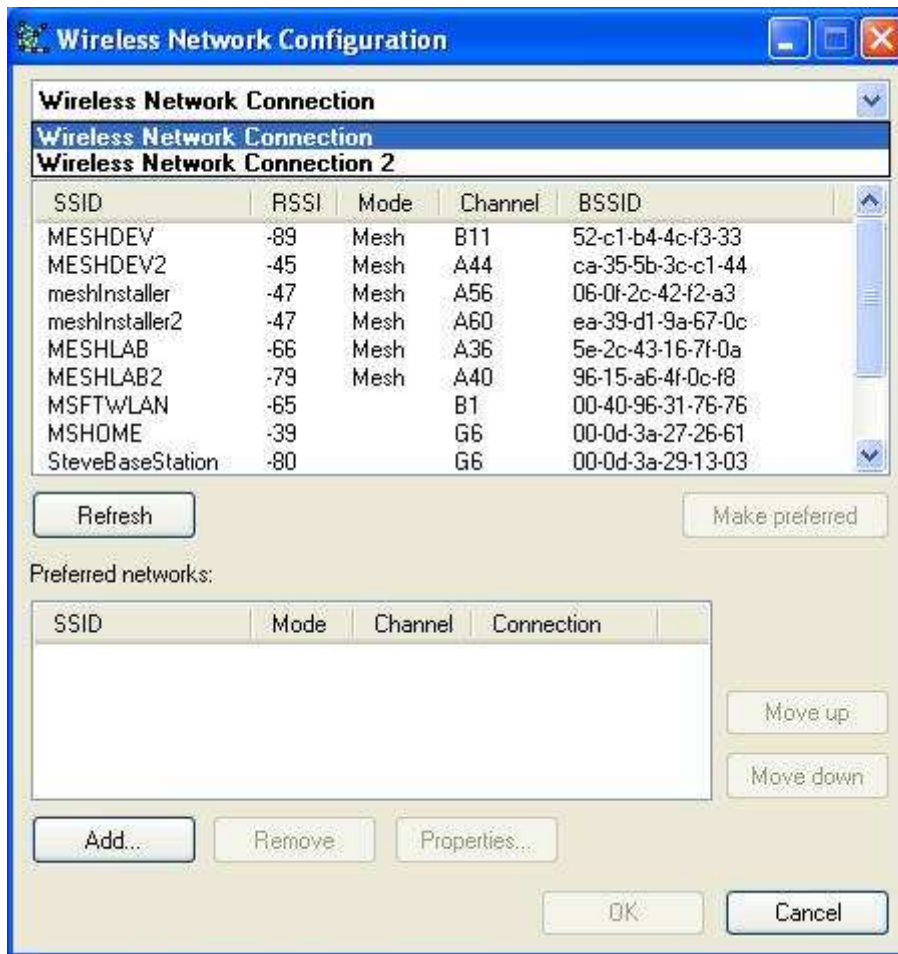 Wireless Network Configuration
Wireless Network Connection
Wireless Network Connection
Wireless Network Connection 2
SSID RSSI Mode Channel BSSID
MESHDEV -89 Mesh B11 52-c1-b4-4c-f3-33
MESHDEV2 -45 Mesh A44 ca-35-5b-3c-c1-44
meshInstaller -47 Mesh A56 06-0f-2c-42-f2-a3
meshInstaller2 -47 Mesh A60 ea-39-d1-9a-67-0c
MESHLAB -66 Mesh A36 5e-2c-43-16-7f-0a
MESHLAB2 -79 Mesh A40 96-15-a6-4f-0c-f8
MSFTWLAN -65 B1 00-40-96-31-76-76
MSHOME -39 G6 00-0d-3a-27-26-61
SteveBaseStation -80 G6 00-0d-3a-29-13-03
Refresh Make preferred
Preferred networks:
SSID Mode Channel Connection
Move up
Move down
Add... Remove Properties...
OK Cancel